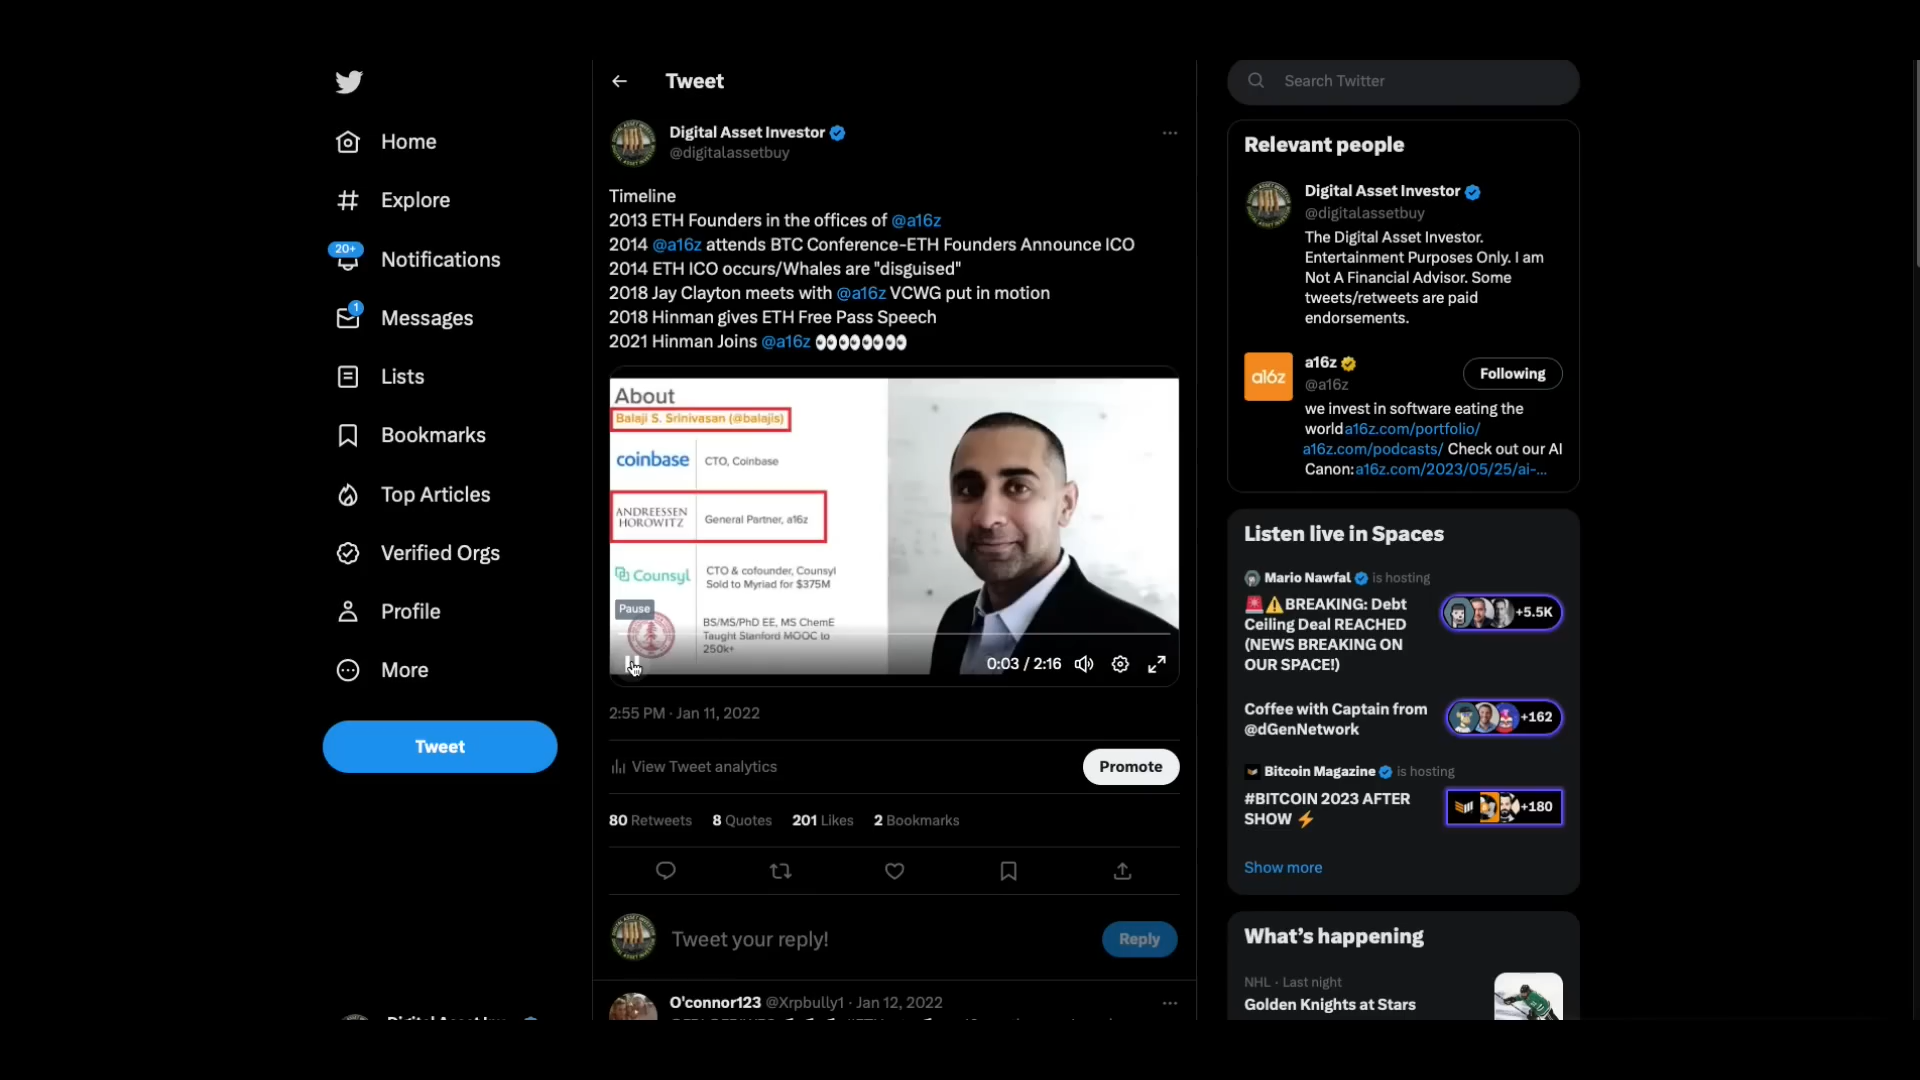 Tweet
Search Twitter
Home
Explore
20+
Notifications
1
Messages
Lists
Bookmarks
Top Articles
Verified Orgs
Profile
More
Tweet
Digital Asset Investor
@digitalassetbuy
Timeline
2013 ETH Founders in the offices of @a16z
2014 @a16z attends BTC Conference-ETH Founders Announce ICO
2014 ETH ICO occurs/Whales are "disguised"
2018 Jay Clayton meets with @a16z VCWG put in motion
2018 Hinman gives ETH Free Pass Speech
2021 Hinman Joins @a16z 👀👀👀👀
About
Balaji S. Srinivasan (@balajis)
coinbase CTO, Coinbase
ANDREESSEN
HOROWITZ General Partner, a16z
Counsyl CTO & cofounder, Counsyl
Sold to Myriad for $375M
Pause
BS/MS/PhD EE, MS ChemE
Taught Stanford MOOC to
250k+
0:03 / 2:16
2:55 PM · Jan 11, 2022
View Tweet analytics
Promote
80 Retweets 8 Quotes 201 Likes 2 Bookmarks
Tweet your reply!
Reply
O'connor123 @Xrpbully1 · Jan 12, 2022
Relevant people
Digital Asset Investor
@digitalassetbuy
The Digital Asset Investor.
Entertainment Purposes Only. I am
Not A Financial Advisor. Some
tweets/retweets are paid
endorsements.
a16z
a16z
@a16z
Following
we invest in software eating the
worlda16z.com/portfolio/
a16z.com/podcasts/ Check out our AI
Canon:a16z.com/2023/05/25/ai-...
Listen live in Spaces
Mario Nawfal is hosting
🚨⚠️BREAKING: Debt
Ceiling Deal REACHED
(NEWS BREAKING ON
OUR SPACE!)
+5.5K
Coffee with Captain from
@dGenNetwork
+162
Bitcoin Magazine is hosting
#BITCOIN 2023 AFTER
SHOW ⚡
+180
Show more
What's happening
NHL · Last night
Golden Knights at Stars